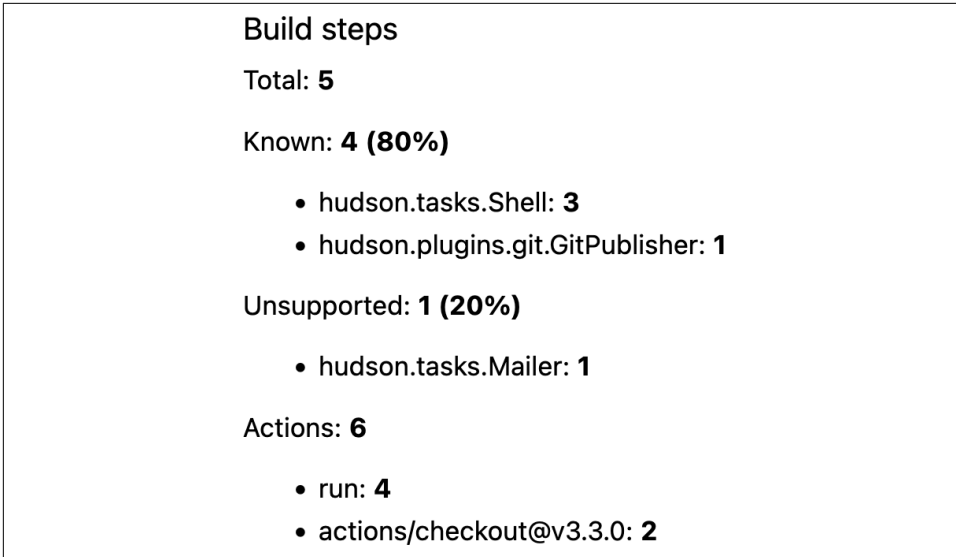 Build steps
Total: 5
Known: 4 (80%)
• hudson.tasks.Shell: 3
• hudson.plugins.git.GitPublisher: 1
Unsupported: 1 (20%)
• hudson.tasks.Mailer: 1
Actions: 6
• run: 4
• actions/checkout@v3.3.0: 2